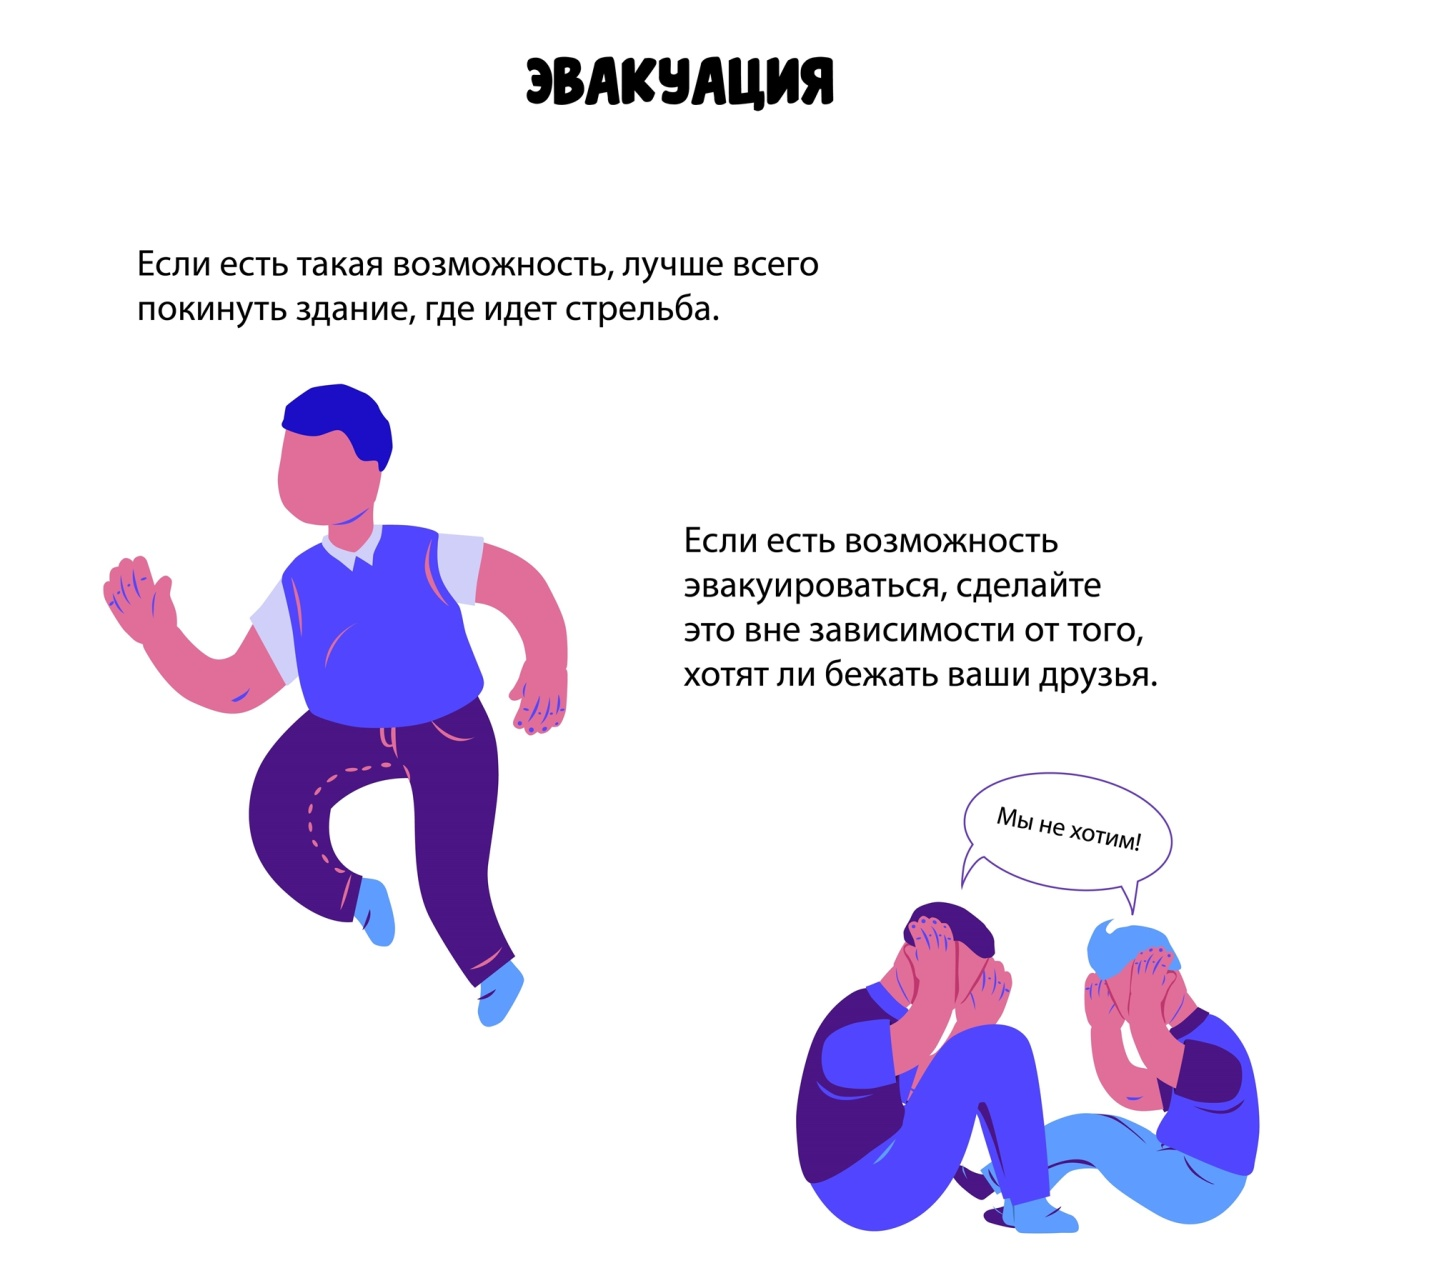 ЭВАКУАЦИЯ
Если есть такая возможность, лучше всего
покинуть здание, где идет стрельба.
Если есть возможность
эвакуироваться, сделайте
это вне зависимости от того,
хотят ли бежать ваши друзья.
Мы не хотим!